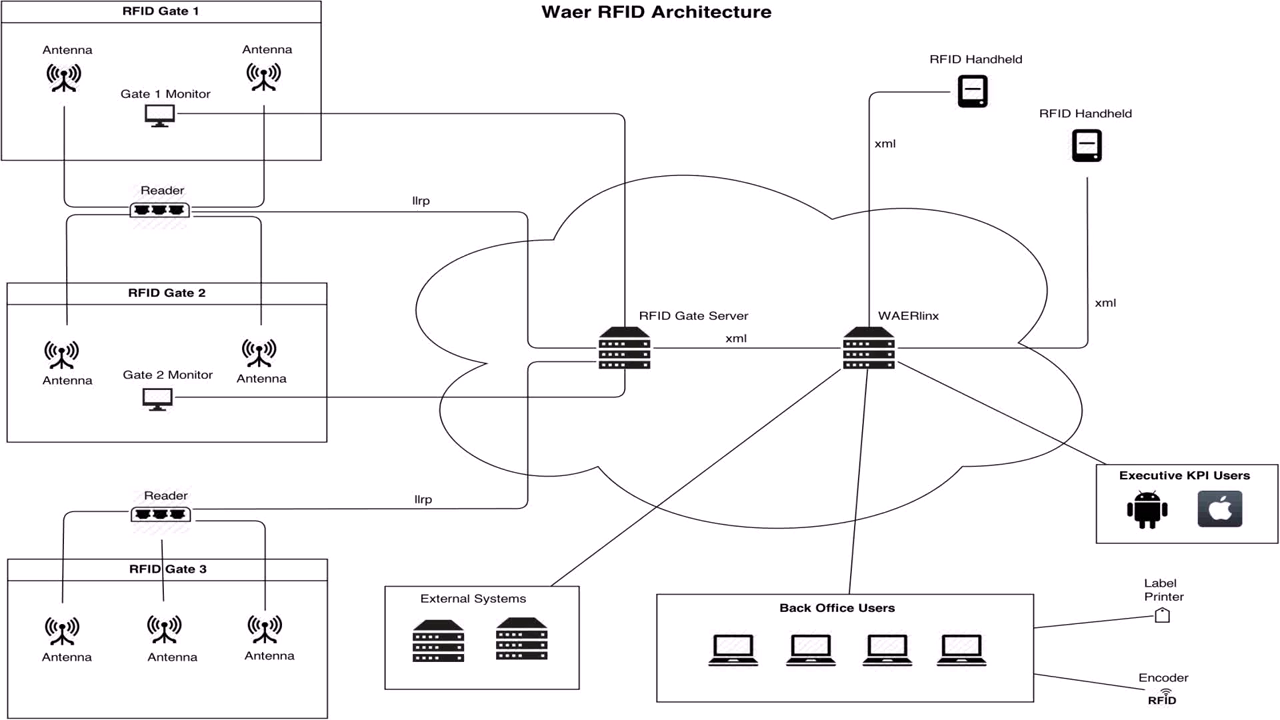 Waer RFID Architecture
RFID Gate 1
Antenna
Antenna
Gate 1 Monitor
Reader
llrp
RFID Gate 2
Antenna
Gate 2 Monitor
Antenna
Reader
llrp
RFID Gate 3
Antenna
Antenna
Antenna
RFID Handheld
RFID Handheld
xml
xml
RFID Gate Server
xml
WAERlinx
External Systems
Back Office Users
Executive KPI Users
Label
Printer
Encoder
RFID